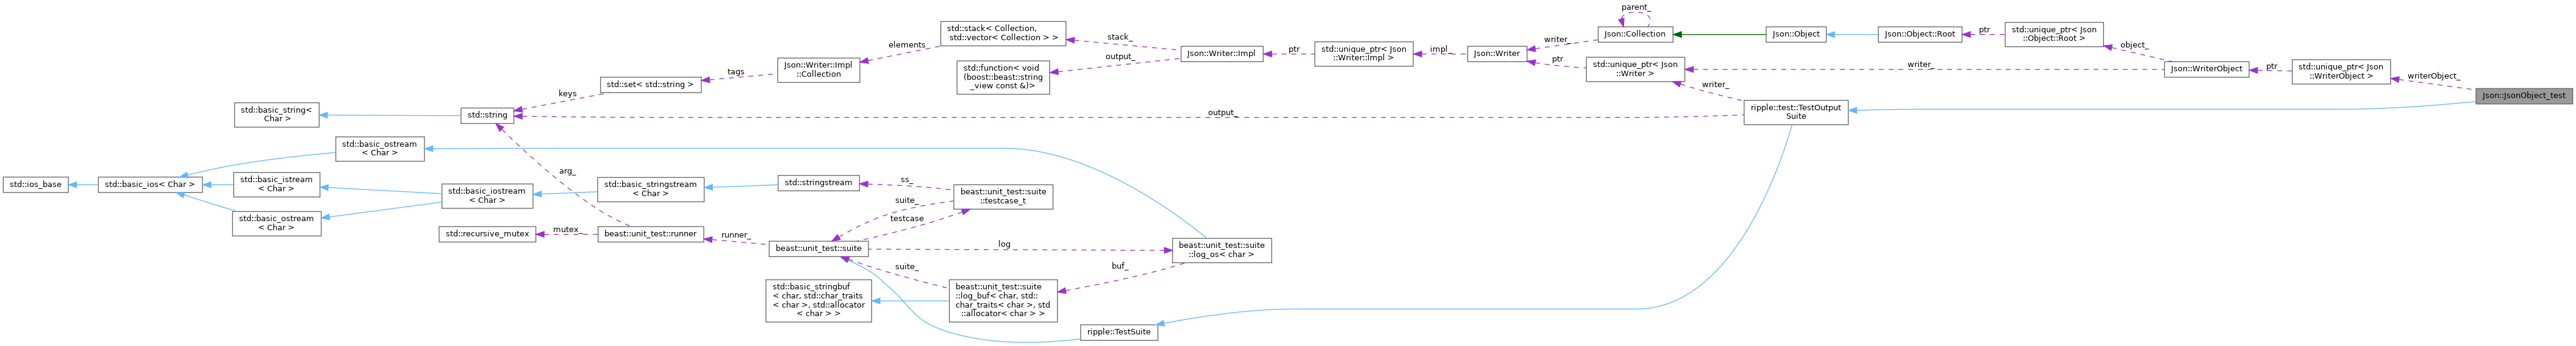 parent_
std::stack< Collection,
std::vector< Collection > >
stack_
elements_
std::function< void
(boost::beast::string
_view const &)>
output_
Json::Writer::Impl
ptr
std::unique_ptr< Json
::Writer::Impl >
impl_
Json::Writer
writer_
Json::Collection
Json::Object
Json::Object::Root
ptr
std::unique_ptr< Json
::Object::Root >
object_
Json::WriterObject
ptr
std::unique_ptr< Json
::WriterObject >
writerObject_
Json::JsonObject_test
Json::Writer::Impl
::Collection
tags
std::set< std::string >
keys
ptr
std::unique_ptr< Json
::Writer >
writer_
writer_
std::basic_string<
Char >
std::string
output_
ripple::test::TestOutput
Suite
std::basic_ostream
< Char >
arg_
std::ios_base
std::basic_ios< Char >
std::basic_istream
< Char >
std::basic_ostream
< Char >
std::basic_iostream
< Char >
std::basic_stringstream
< Char >
std::stringstream
ss_
beast::unit_test::suite
::testcase_t
suite_
testcase
std::recursive_mutex
mutex_
beast::unit_test::runner
runner_
beast::unit_test::suite
log
beast::unit_test::suite
::log_os< char >
buf_
suite_
std::basic_stringbuf
< char, std::char_traits
< char >, std::allocator
< char > >
beast::unit_test::suite
::log_buf< char, std::
char_traits< char >, std
::allocator< char > >
ripple::TestSuite